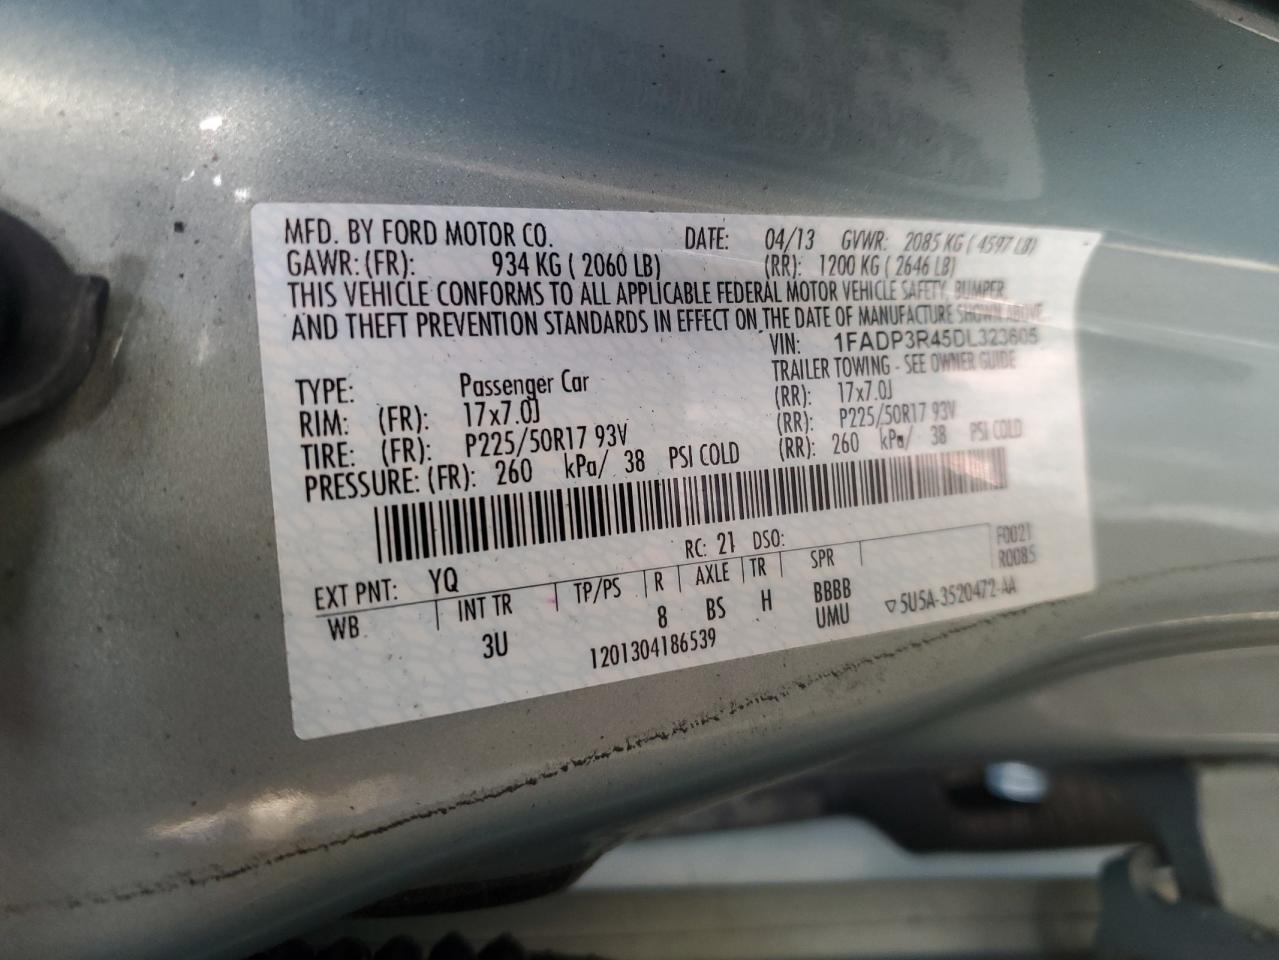 MFD. BY FORD MOTOR CO. DATE: 04/13 GVWR: 2085 KG ( 4597 LB)
GAWR: (FR): 934 KG ( 2060 LB) (RR): 1200 KG ( 2646 LB)
THIS VEHICLE CONFORMS TO ALL APPLICABLE FEDERAL MOTOR VEHICLE SAFETY, BUMPER,
AND THEFT PREVENTION STANDARDS IN EFFECT ON THE DATE OF MANUFACTURE SHOWN ABOVE.
VIN: 1FADP3R45DL323605
TRAILER TOWING - SEE OWNER GUIDE
TYPE: Passenger Car
RIM: (FR): 17x7.0J (RR): 17x7.0J
TIRE: (FR): P225/50R17 93V (RR): P225/50R17 93V
PRESSURE: (FR): 260 kPa/ 38 PSI COLD (RR): 260 kPa/ 38 PSI COLD
RC: 21 DSO: F0021
EXT PNT: YQ R0085
WB INT TR TP/PS R AXLE TR SPR
3U 8 BS H BBBB ▽5U5A-3520472-AA
1201304186539 UMU